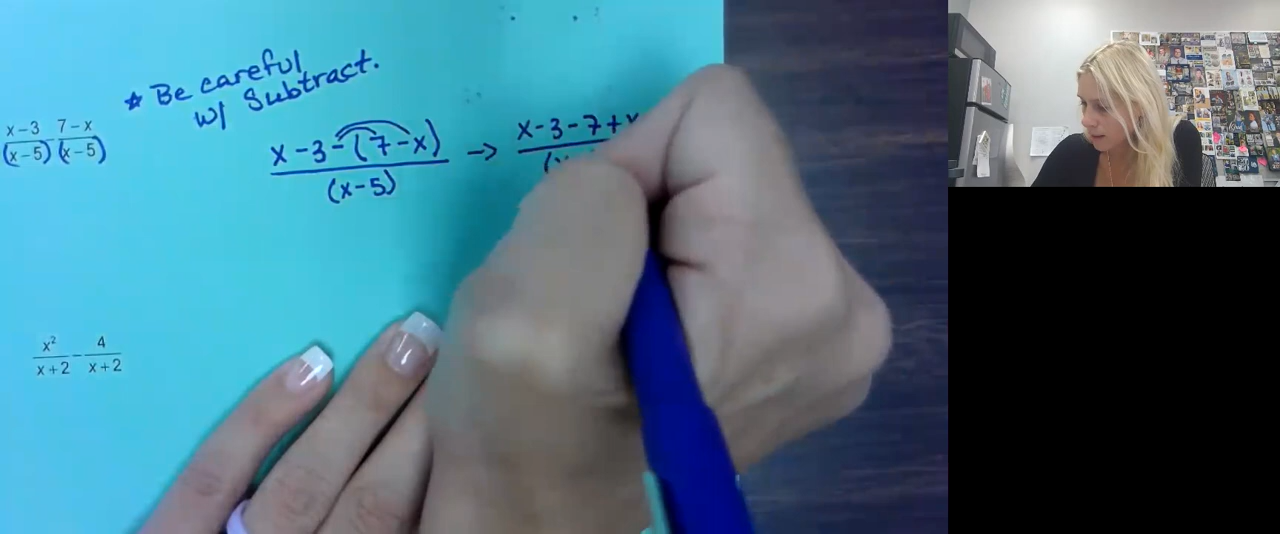 * Be careful
w/ Subtract.
x-3 7-x
(x-5) (x-5)
x-3-(7-x)
(x-5)
→
x-3-7+x
(x
x² - 4
x+2 x+2